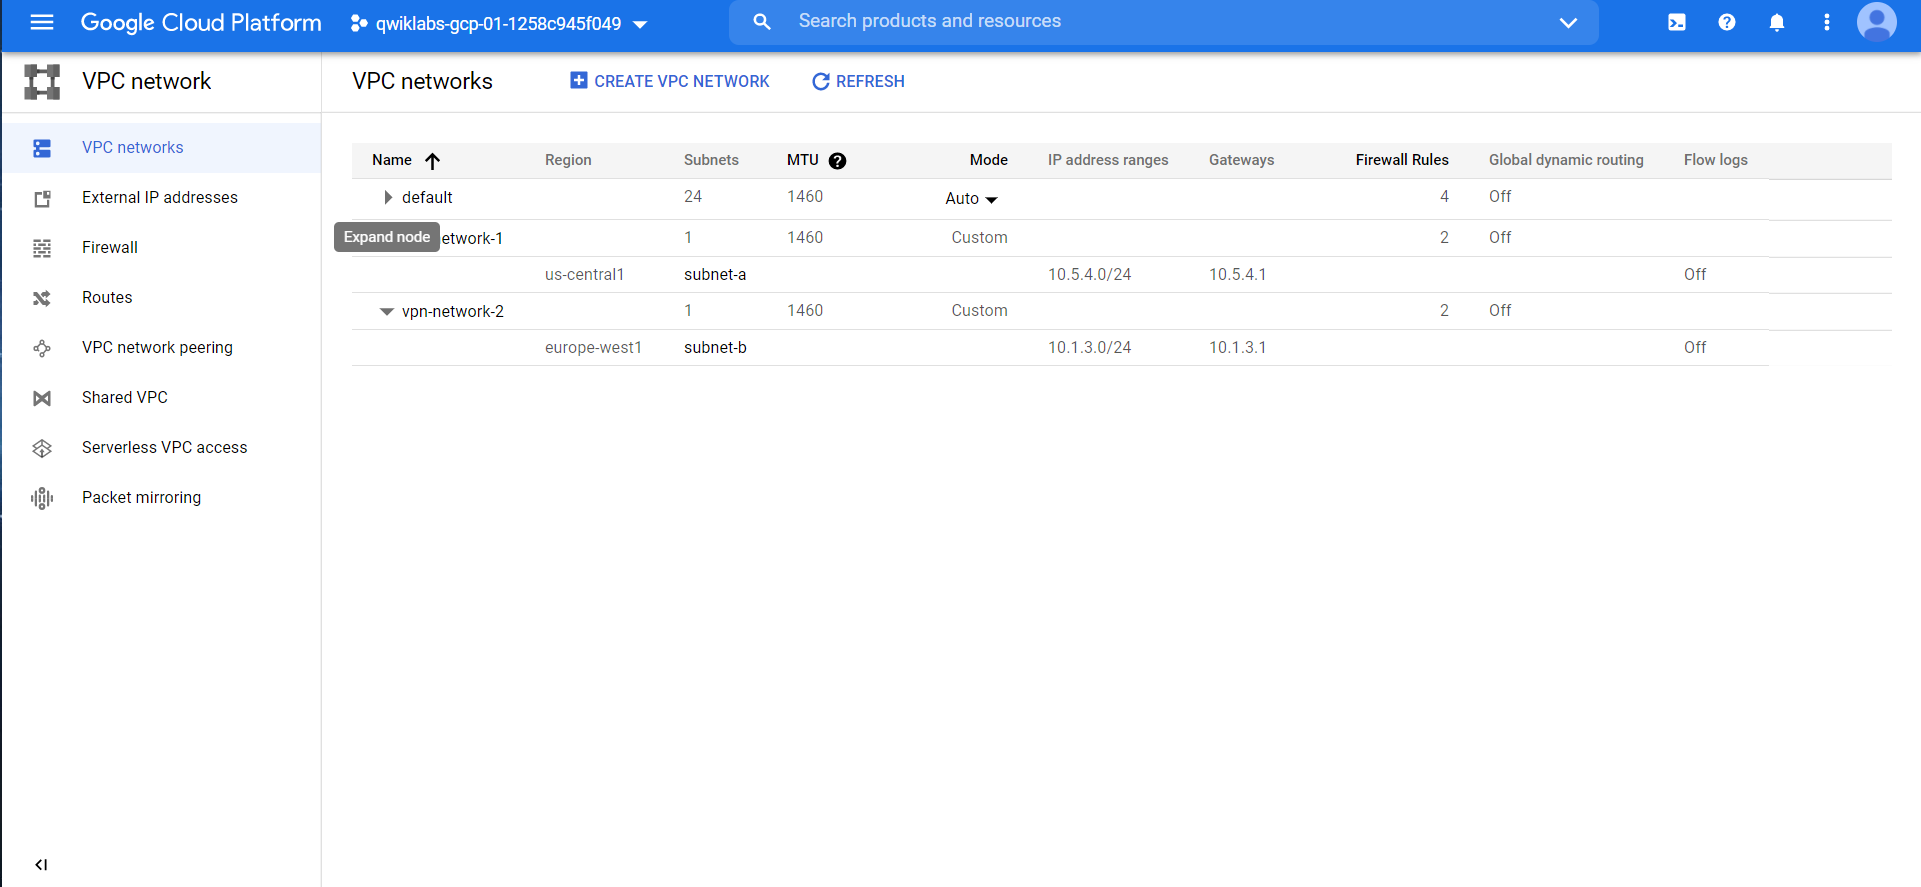 Google Cloud Platform qwiklabs-gcp-01-1258c945f049 Search products and resources
VPC network
VPC networks
External IP addresses
Firewall
Routes
VPC network peering
Shared VPC
Serverless VPC access
Packet mirroring
VPC networks CREATE VPC NETWORK REFRESH
Name Region Subnets MTU Mode IP address ranges Gateways Firewall Rules Global dynamic routing Flow logs
default 24 1460 Auto 4 Off
Expand node etwork-1 1 1460 Custom 2 Off
us-central1 subnet-a 10.5.4.0/24 10.5.4.1 Off
vpn-network-2 1 1460 Custom 2 Off
europe-west1 subnet-b 10.1.3.0/24 10.1.3.1 Off